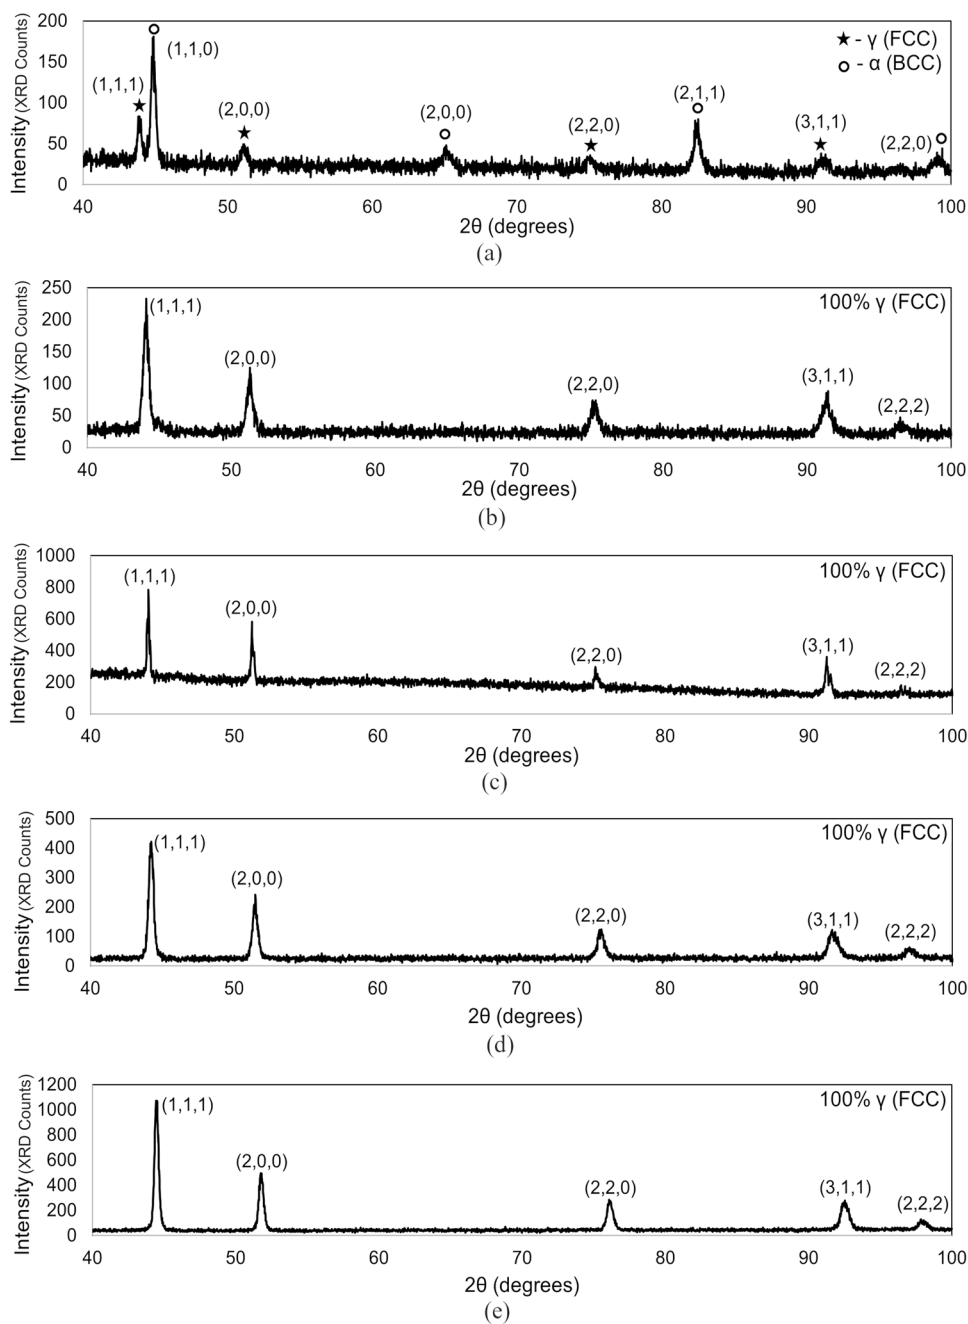 Intensity (XRD Counts)
200
150
100
50
0
(1,1,1)
(1,1,0)
(2,0,0)
(2,0,0)
(2,2,0)
(2,1,1)
(3,1,1)
(2,2,0)
★ - γ (FCC)
o - α (BCC)
40 50 60 70 80 90 100
2θ (degrees)
(a)
Intensity (XRD Counts)
250
200
150
100
50
0
(1,1,1)
(2,0,0)
(2,2,0)
(3,1,1)
(2,2,2)
100% γ (FCC)
40 50 60 70 80 90 100
2θ (degrees)
(b)
Intensity (XRD Counts)
1000
800
600
400
200
0
(1,1,1)
(2,0,0)
(2,2,0)
(3,1,1)
(2,2,2)
100% γ (FCC)
40 50 60 70 80 90 100
2θ (degrees)
(c)
Intensity (XRD Counts)
500
400
300
200
100
0
(1,1,1)
(2,0,0)
(2,2,0)
(3,1,1)
(2,2,2)
100% γ (FCC)
40 50 60 70 80 90 100
2θ (degrees)
(d)
Intensity (XRD Counts)
1200
1000
800
600
400
200
0
(1,1,1)
(2,0,0)
(2,2,0)
(3,1,1)
(2,2,2)
100% γ (FCC)
40 50 60 70 80 90 100
2θ (degrees)
(e)